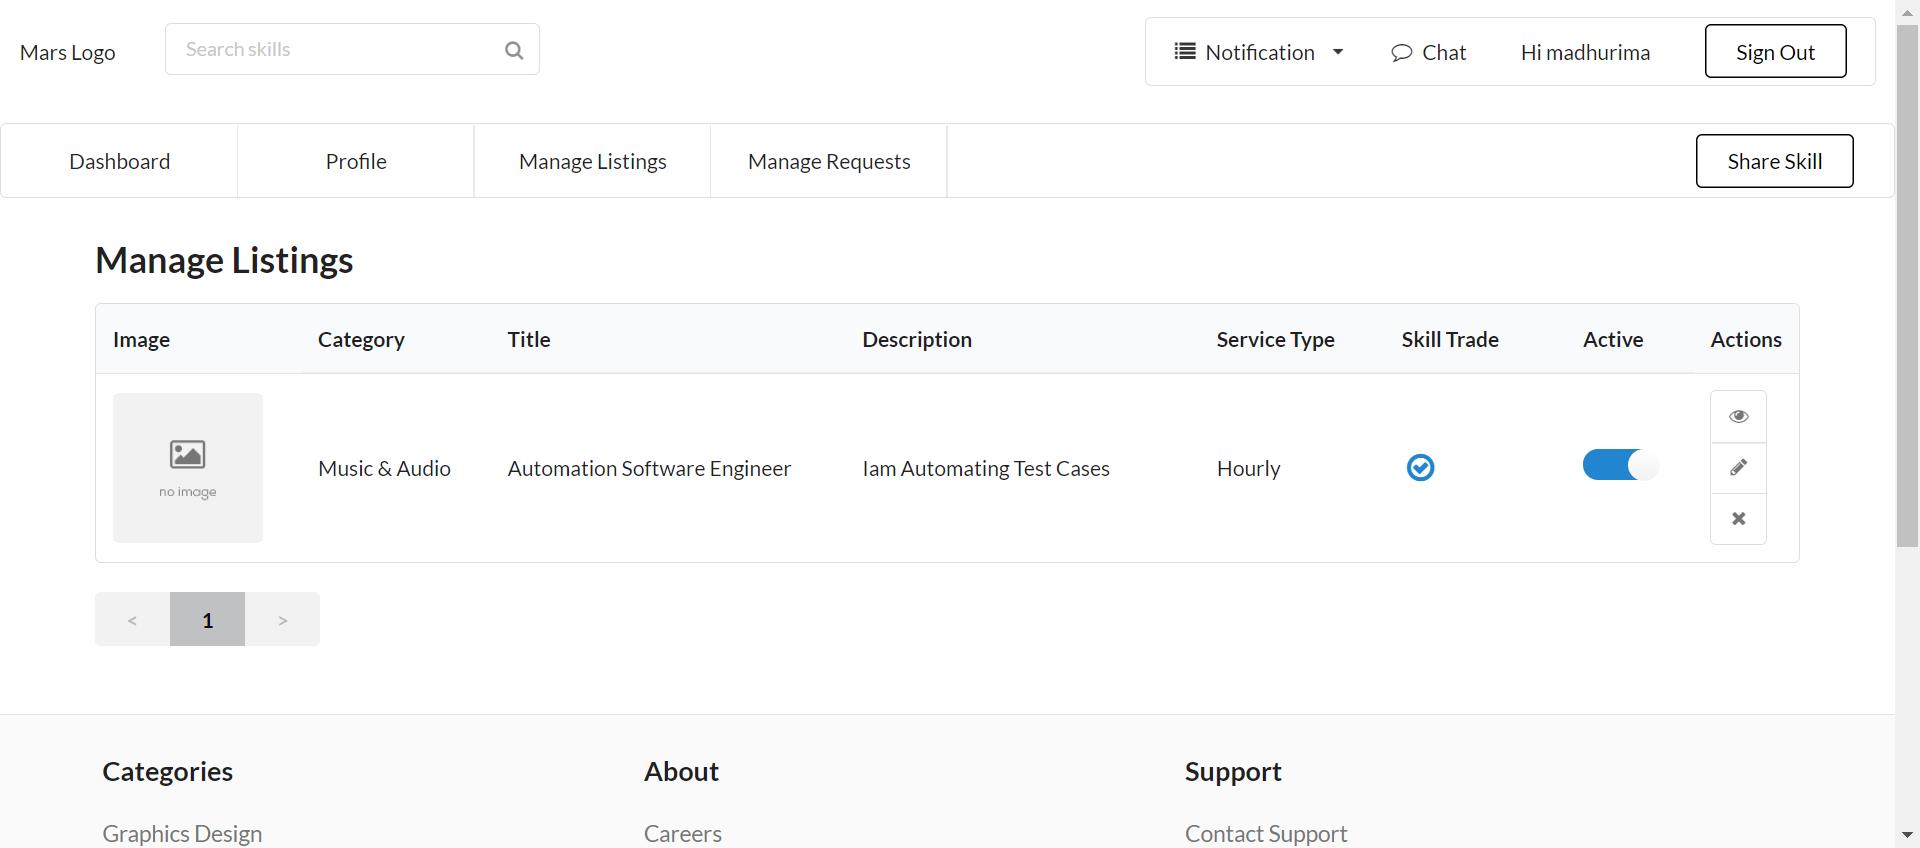 Mars Logo
Search skills
Notification
Chat
Hi madhurima
Sign Out
Dashboard
Profile
Manage Listings
Manage Requests
Share Skill
Manage Listings
Image Category Title Description Service Type Skill Trade Active Actions
no image
Music & Audio Automation Software Engineer Iam Automating Test Cases Hourly
< 1 >
Categories About Support
Graphics Design Careers Contact Support